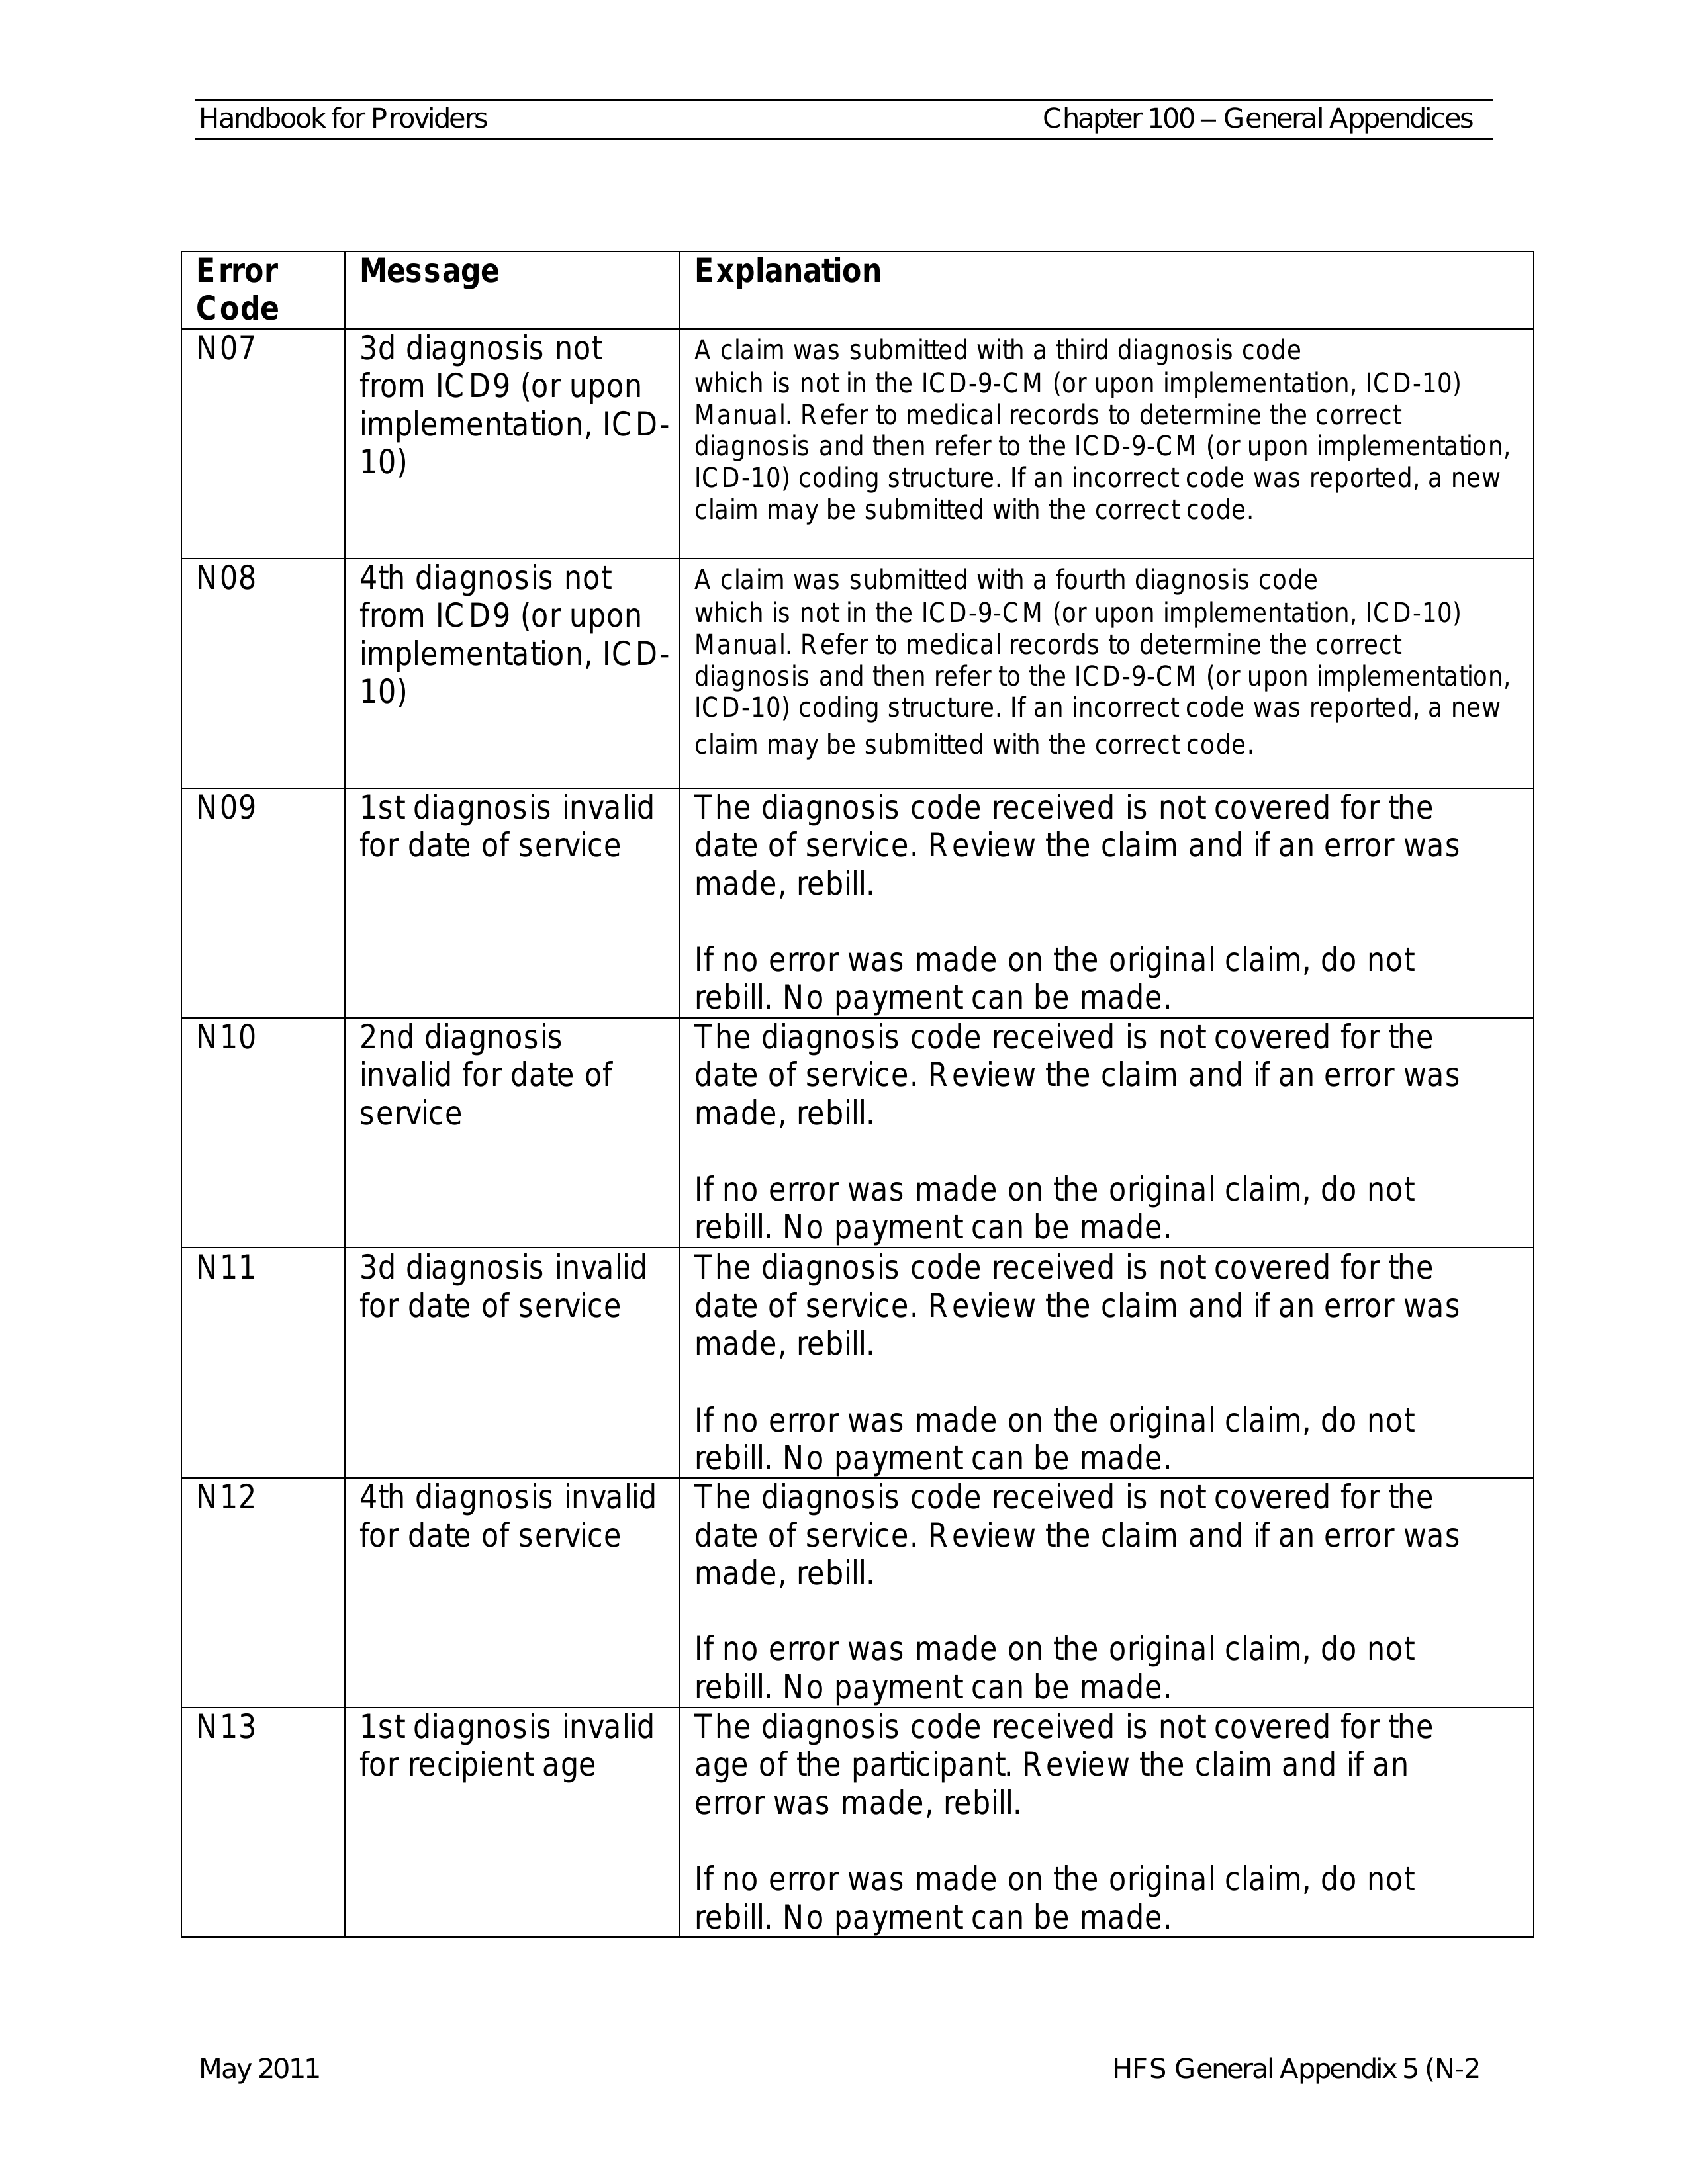 Handbook for Providers
Chapter 100 – General Appendices
Error
Code
Message
Explanation
N07
3d diagnosis not
from ICD9 (or upon
implementation, ICD-
10)
A claim was submitted with a third diagnosis code
which is not in the ICD-9-CM (or upon implementation, ICD-10)
Manual. Refer to medical records to determine the correct
diagnosis and then refer to the ICD-9-CM (or upon implementation,
ICD-10) coding structure. If an incorrect code was reported, a new
claim may be submitted with the correct code.
N08
4th diagnosis not
from ICD9 (or upon
implementation, ICD-
10)
A claim was submitted with a fourth diagnosis code
which is not in the ICD-9-CM (or upon implementation, ICD-10)
Manual. Refer to medical records to determine the correct
diagnosis and then refer to the ICD-9-CM (or upon implementation,
ICD-10) coding structure. If an incorrect code was reported, a new
claim may be submitted with the correct code.
N09
1st diagnosis invalid
for date of service
The diagnosis code received is not covered for the
date of service. Review the claim and if an error was
made, rebill.
If no error was made on the original claim, do not
rebill. No payment can be made.
N10
2nd diagnosis
invalid for date of
service
The diagnosis code received is not covered for the
date of service. Review the claim and if an error was
made, rebill.
If no error was made on the original claim, do not
rebill. No payment can be made.
N11
3d diagnosis invalid
for date of service
The diagnosis code received is not covered for the
date of service. Review the claim and if an error was
made, rebill.
If no error was made on the original claim, do not
rebill. No payment can be made.
N12
4th diagnosis invalid
for date of service
The diagnosis code received is not covered for the
date of service. Review the claim and if an error was
made, rebill.
If no error was made on the original claim, do not
rebill. No payment can be made.
N13
1st diagnosis invalid
for recipient age
The diagnosis code received is not covered for the
age of the participant. Review the claim and if an
error was made, rebill.
If no error was made on the original claim, do not
rebill. No payment can be made.
May 2011
HFS General Appendix 5 (N-2